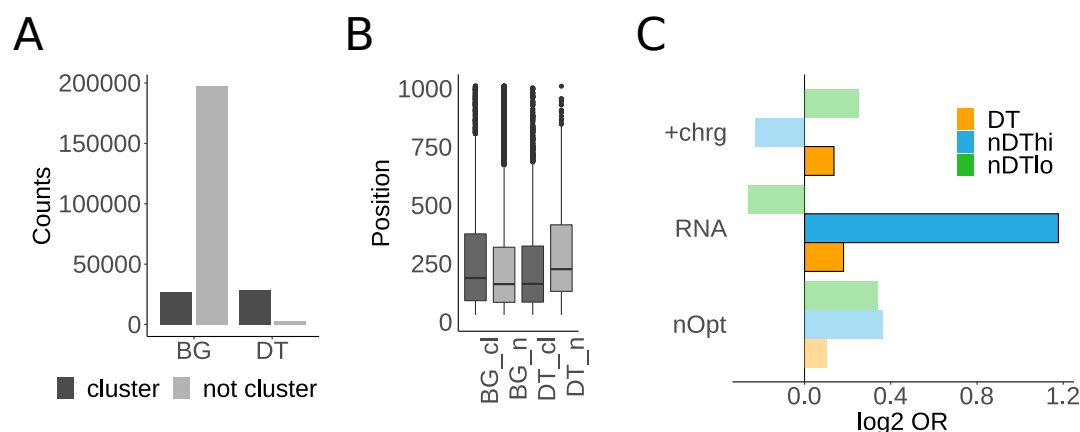 A
Counts
200000
150000
100000
50000
0
BG
DT
cluster
not cluster
B
Position
1000
750
500
250
0
BG_cl
BG_n
DT_cl
DT_n
C
+chrg
RNA
nOpt
DT
nDThi
nDTlo
0.0
0.4
0.8
1.2
log2 OR